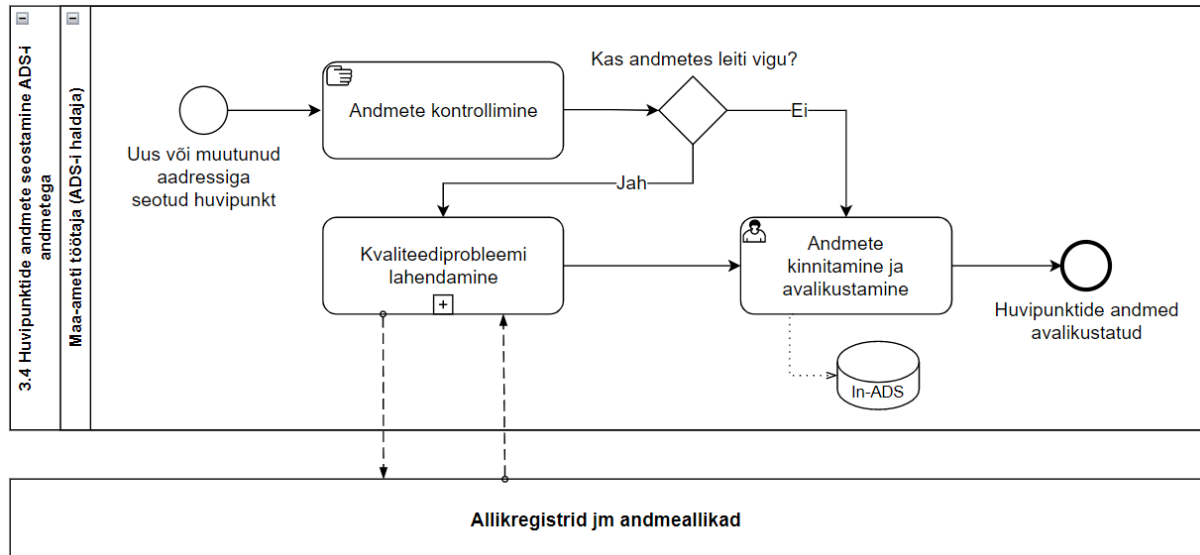 3.4 Huvipunktide andmete seostamine ADS-i
andmetega
Maa-ameti töötaja (ADS-i haldaja)
Uus või muutunud
aadressiga
seotud huvipunkt
Andmete kontrollimine
Kas andmetes leiti vigu?
Ei
Jah
Kvaliteediprobleemi
lahendamine
Andmete
kinnitamine ja
avalikustamine
Huvipunktide andmed
avalikustatud
In-ADS
Allikregistrid jm andmeallikad